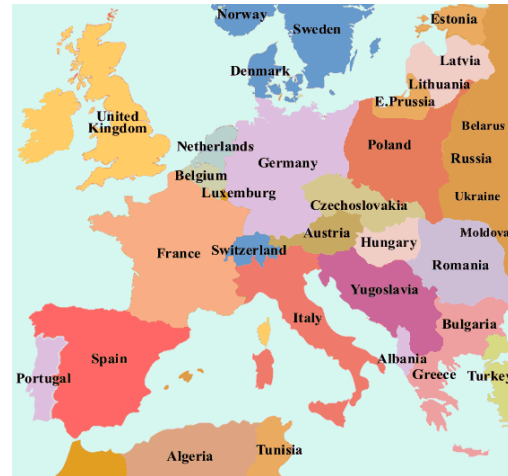 Norway
Sweden
Estonia
Latvia
Denmark
Lithuania
E.Prussia
United
Kingdom
Belarus
Netherlands
Germany
Poland
Russia
Belgium
Luxemburg
Czechoslovakia
Ukraine
Austria
Moldova
France
Switzerland
Hungary
Romania
Yugoslavia
Italy
Bulgaria
Spain
Albania
Portugal
Greece
Turkey
Algeria
Tunisia